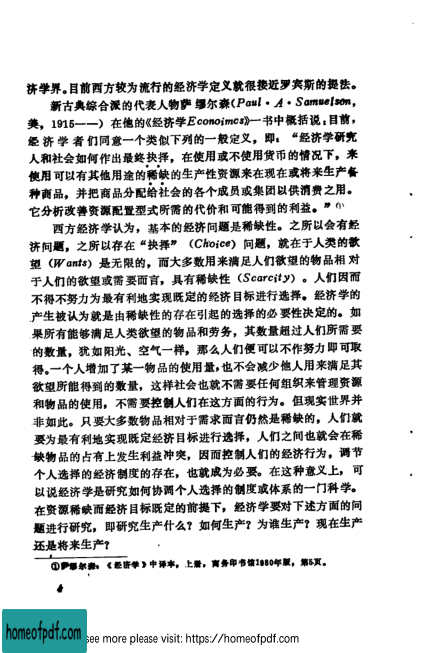 济学界。目前西方较为流行的经济学定义就很接近罗宾斯的提法。
新古典综合派的代表人物萨缪尔森(Paul·A·Samuelson,
美, 1915——) 在他的《经济学Econoimcs》一书中概括说: 目前,
经济学者们同意一个类似下列的一般定义, 即: “经济学研究
人和社会如何作出最终抉择, 在使用或不使用货币的情况下, 来
使用可以有其他用途的稀缺的生产性资源来在现在或将来生产各
种商品, 并把商品分配给社会的各个成员或集团以供消费之用。
它分析改善资源配置型式所需的代价和可能得到的利益。”①
西方经济学认为, 基本的经济问题是稀缺性。之所以会有经
济问题, 之所以存在“抉择” (Choice) 问题, 就在于人类的欲
望 (Wants) 是无限的, 而大多数用来满足人们欲望的物品相对
于人们的欲望或需要而言, 具有稀缺性 (Scarcity) 。人们因而
不得不努力为最有利地实现既定的经济目标进行选择。经济学的
产生被认为就是由稀缺性的存在引起的选择的必要性决定的。如
果所有能够满足人类欲望的物品和劳务, 其数量超过人们所需要
的数量, 犹如阳光、空气一样, 那么人们便可以不作努力即可取
得。一个人增加了某一物品的使用量, 也不会减少他人用来满足其
欲望所能得到的数量, 这样社会也就不需要任何组织来管理资源
和物品的使用, 不需要控制人们在这方面的行为。但现实世界并
非如此。只要大多数物品相对于需求而言仍然是稀缺的, 人们就
要为最有利地实现既定经济目标进行选择, 人们之间也就会在稀
缺物品的占有上发生利益冲突, 因而控制人们的经济行为, 调节
个人选择的经济制度的存在, 也就成为必要。在这种意义上, 可
以说经济学是研究如何协调个人选择的制度或体系的一门科学。
在资源稀缺而经济目标既定的前提下, 经济学要对下述方面的问
题进行研究, 即研究生产什么? 如何生产? 为谁生产? 现在生产
还是将来生产?
①萨缪尔森: 《经济学》中译本, 上册, 商务印书馆1980年版, 第5页。
4
homeofpdf.com
see more please visit: https://homeofpdf.com